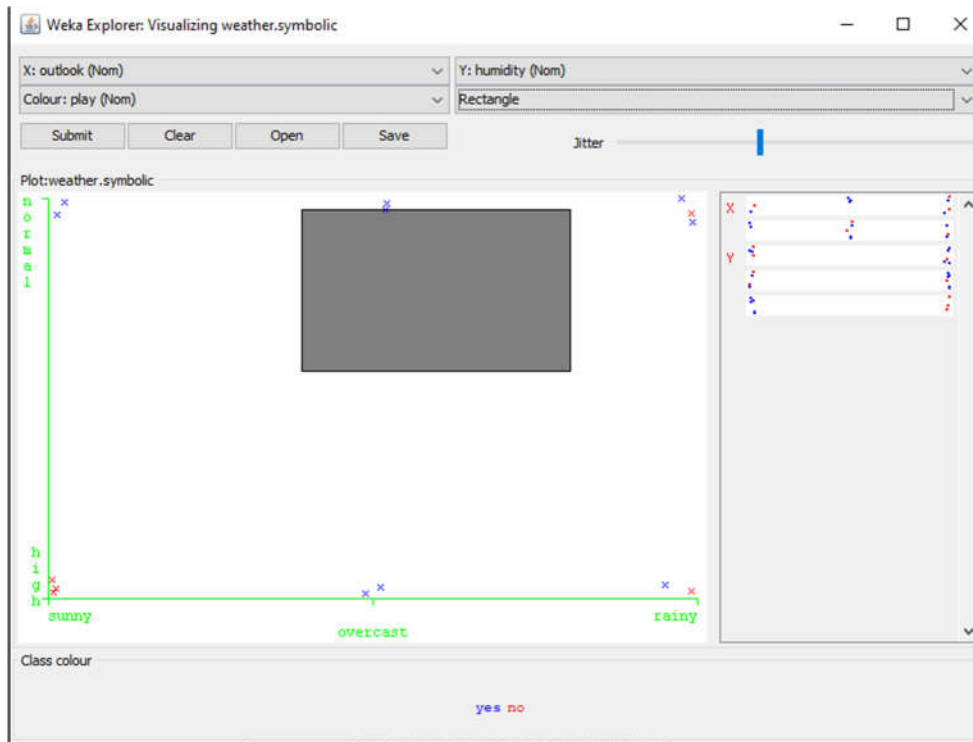 Weka Explorer: Visualizing weather.symbolic
X: outlook (Nom)
Y: humidity (Nom)
Colour: play (Nom)
Rectangle
Submit
Clear
Open
Save
Jitter
Plot:weather.symbolic
normal
high
sunny
overcast
rainy
X
Y
Class colour
yes no